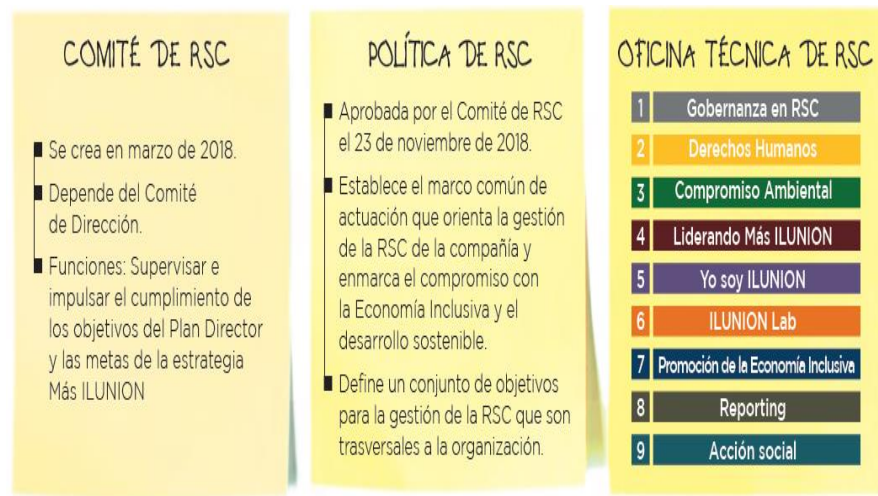 COMITÉ DE RSC
Se crea en marzo de 2018.
Depende del Comité
de Dirección.
Funciones: Supervisar e
impulsar el cumplimiento de
los objetivos del Plan Director
y las metas de la estrategia
Más ILUNION
POLÍTICA DE RSC
Aprobada por el Comité de RSC
el 23 de noviembre de 2018.
Establece el marco común de
actuación que orienta la gestión
de la RSC de la compañía y
enmarca el compromiso con
la Economía Inclusiva y el
desarrollo sostenible.
Define un conjunto de objetivos
para la gestión de la RSC que son
trasversales a la organización.
OFICINA TÉCNICA DE RSC
1 Gobernanza en RSC
2 Derechos Humanos
3 Compromiso Ambiental
4 Liderando Más ILUNION
5 Yo soy ILUNION
6 ILUNION Lab
7 Promoción de la Economía Inclusiva
8 Reporting
9 Acción social